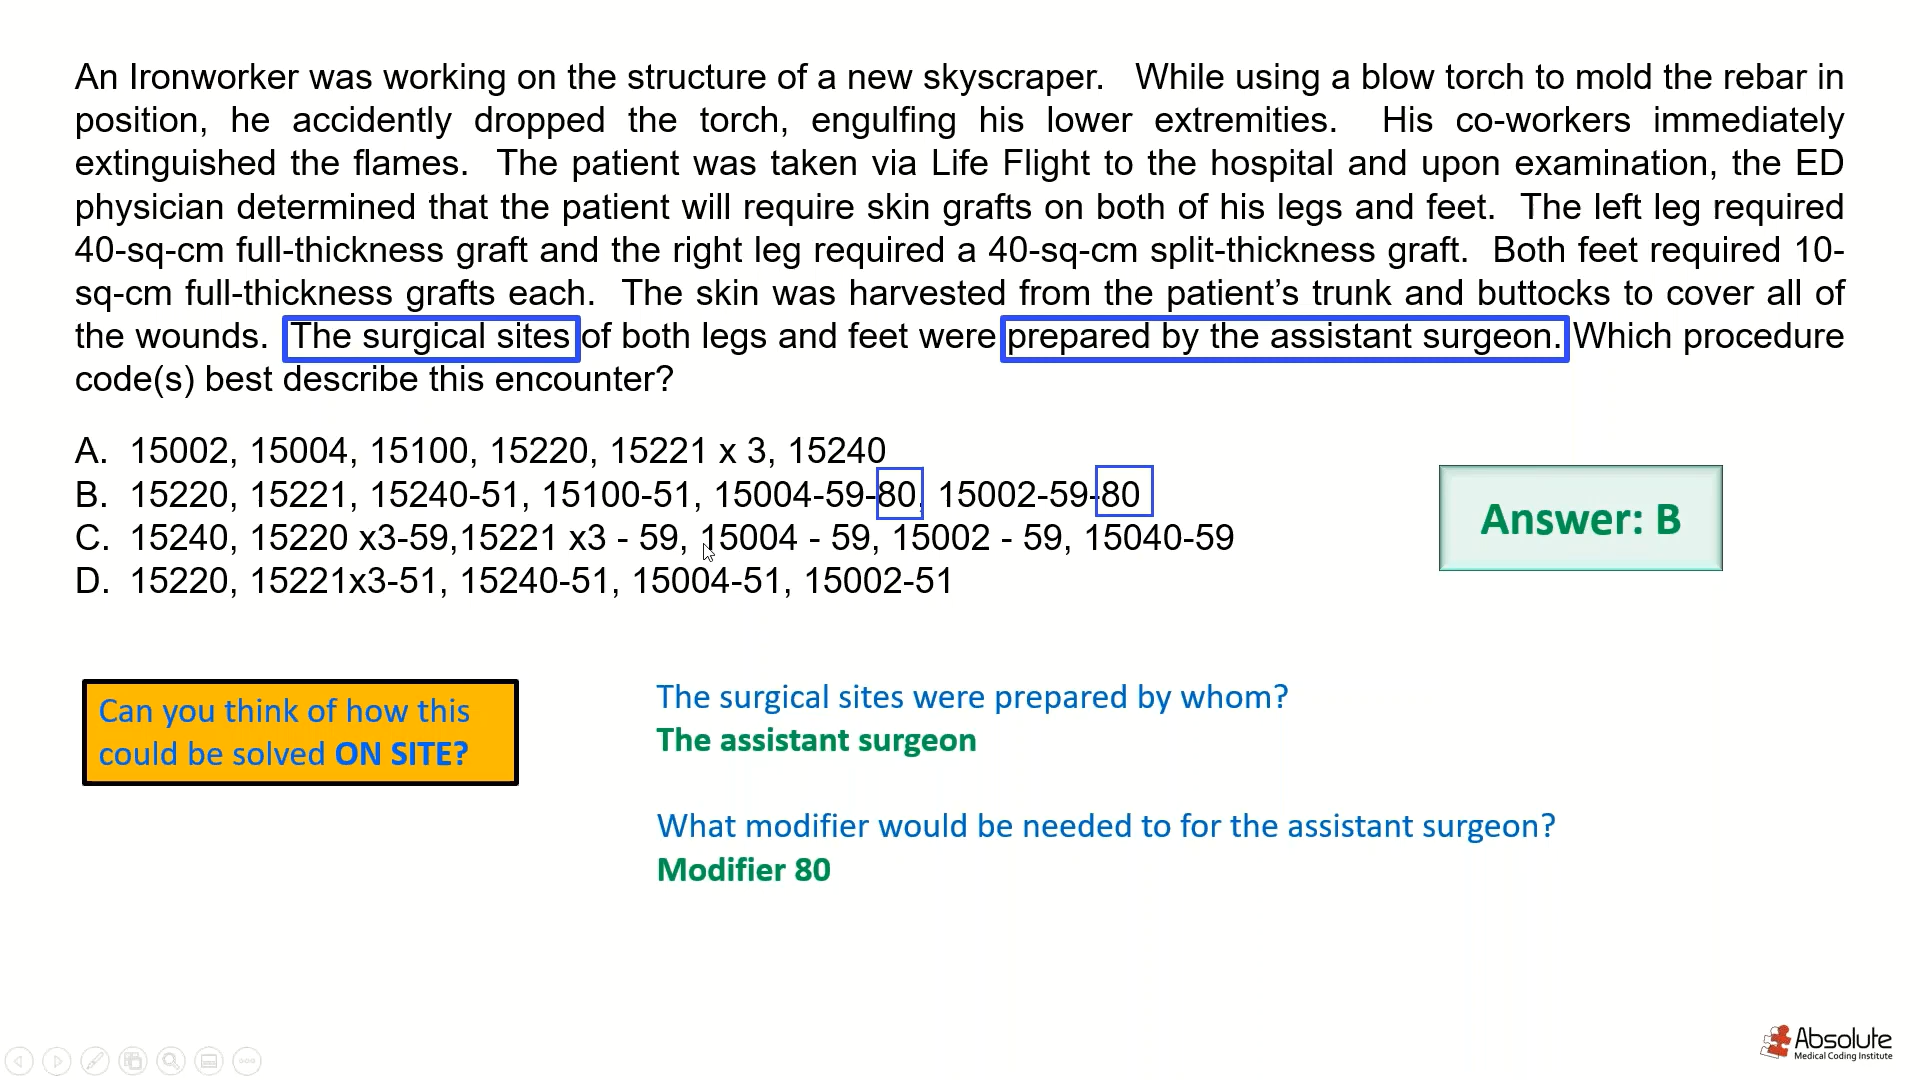 An Ironworker was working on the structure of a new skyscraper. While using a blow torch to mold the rebar in
position, he accidently dropped the torch, engulfing his lower extremities. His co-workers immediately
extinguished the flames. The patient was taken via Life Flight to the hospital and upon examination, the ED
physician determined that the patient will require skin grafts on both of his legs and feet. The left leg required
40-sq-cm full-thickness graft and the right leg required a 40-sq-cm split-thickness graft. Both feet required 10-
sq-cm full-thickness grafts each. The skin was harvested from the patient’s trunk and buttocks to cover all of
the wounds. The surgical sites of both legs and feet were prepared by the assistant surgeon. Which procedure
code(s) best describe this encounter?
A. 15002, 15004, 15100, 15220, 15221 x 3, 15240
B. 15220, 15221, 15240-51, 15100-51, 15004-59-80, 15002-59-80
C. 15240, 15220 x3-59,15221 x3 - 59, 15004 - 59, 15002 - 59, 15040-59
D. 15220, 15221x3-51, 15240-51, 15004-51, 15002-51
Answer: B
Can you think of how this
could be solved ON SITE?
The surgical sites were prepared by whom?
The assistant surgeon
What modifier would be needed to for the assistant surgeon?
Modifier 80
Absolute
Medical Coding Institute